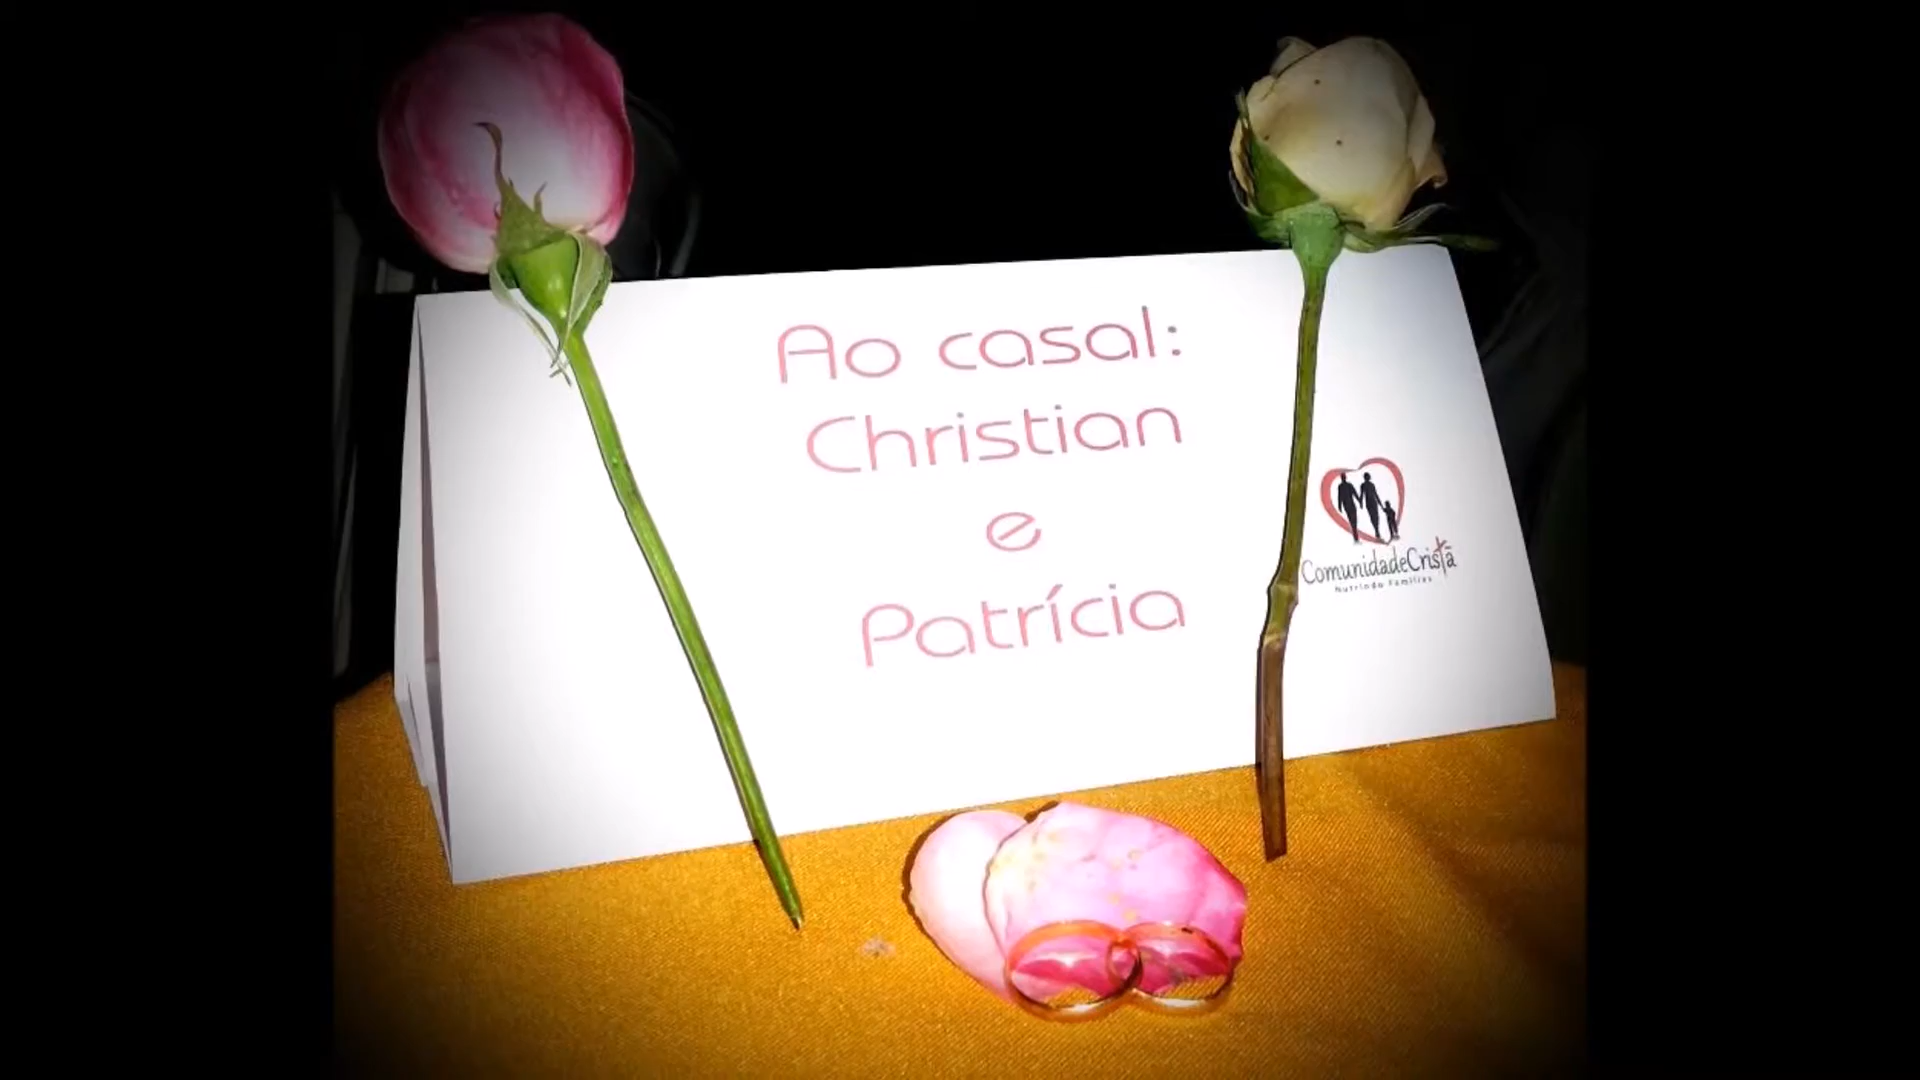 Ao casal:
Christian
e
Patrícia
ComunidadeCristã
Nutrindo Famílias